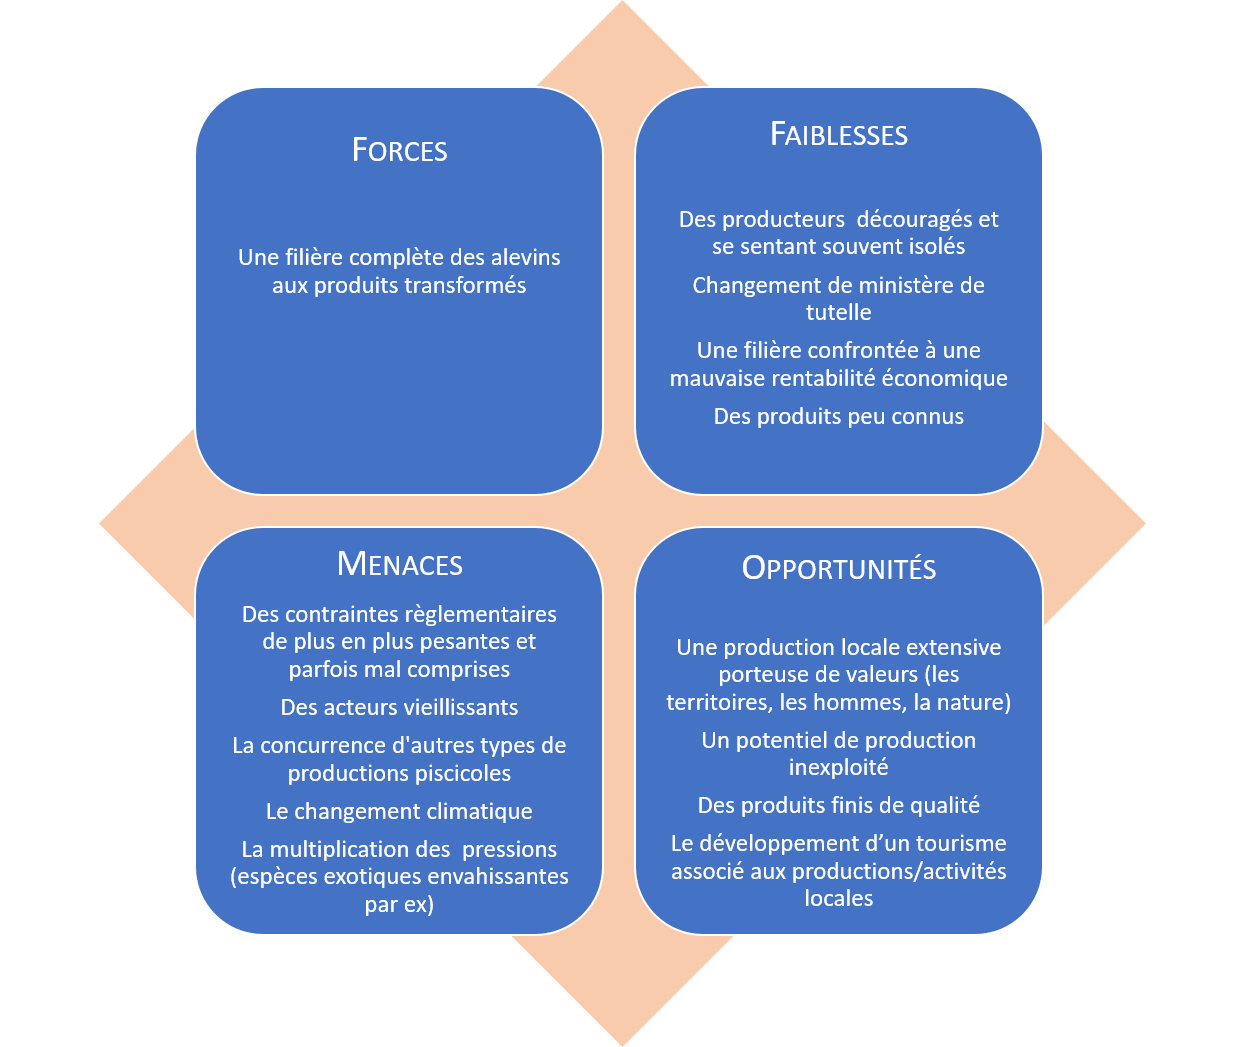 FORCES
Une filière complète des alevins
aux produits transformés
FAIBLESSES
Des producteurs  découragés et
se sentant souvent isolés
Changement de ministère de
tutelle
Une filière confrontée à une
mauvaise rentabilité économique
Des produits peu connus
MENACES
Des contraintes règlementaires
de plus en plus pesantes et
parfois mal comprises
Des acteurs vieillissants
La concurrence d'autres types de
productions piscicoles
Le changement climatique
La multiplication des  pressions
(espèces exotiques envahissantes
par ex)
OPPORTUNITÉS
Une production locale extensive
porteuse de valeurs (les
territoires, les hommes, la nature)
Un potentiel de production
inexploité
Des produits finis de qualité
Le développement d’un tourisme
associé aux productions/activités
locales